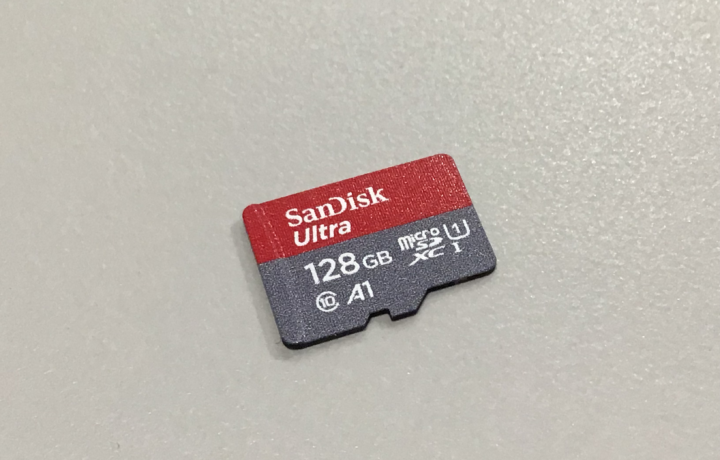 SanDisk
Ultra
128GB
micro SD XC I U1
10 A1